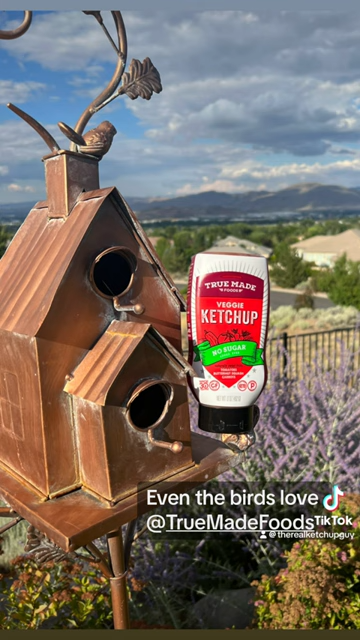 TRUE MADE
FOODS
VEGGIE
KETCHUP
NO SUGAR
Even the birds love
@TrueMadeFoods
TikTok
@therealketchupguy